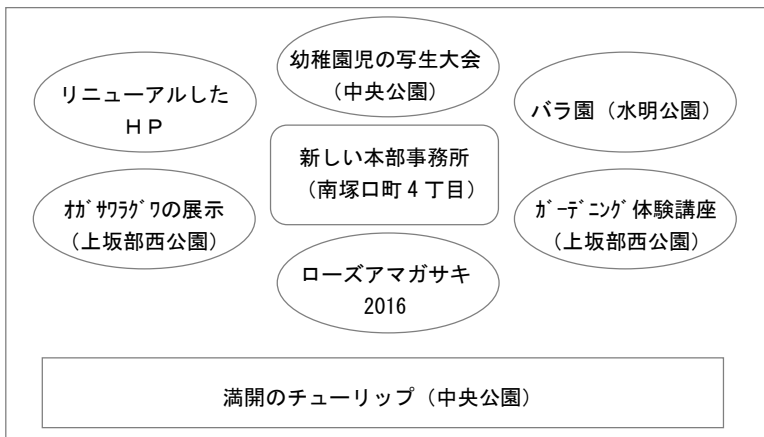 幼稚園児の写生大会
(中央公園)
リニューアルした
HP
バラ園(水明公園)
新しい本部事務所
(南塚口町4丁目)
ｵｶﾞｻﾜﾗｸﾞﾜの展示
(上坂部西公園)
ｶﾞｰﾃﾞﾆﾝｸﾞ体験講座
(上坂部西公園)
ローズアマガサキ
2016
満開のチューリップ(中央公園)